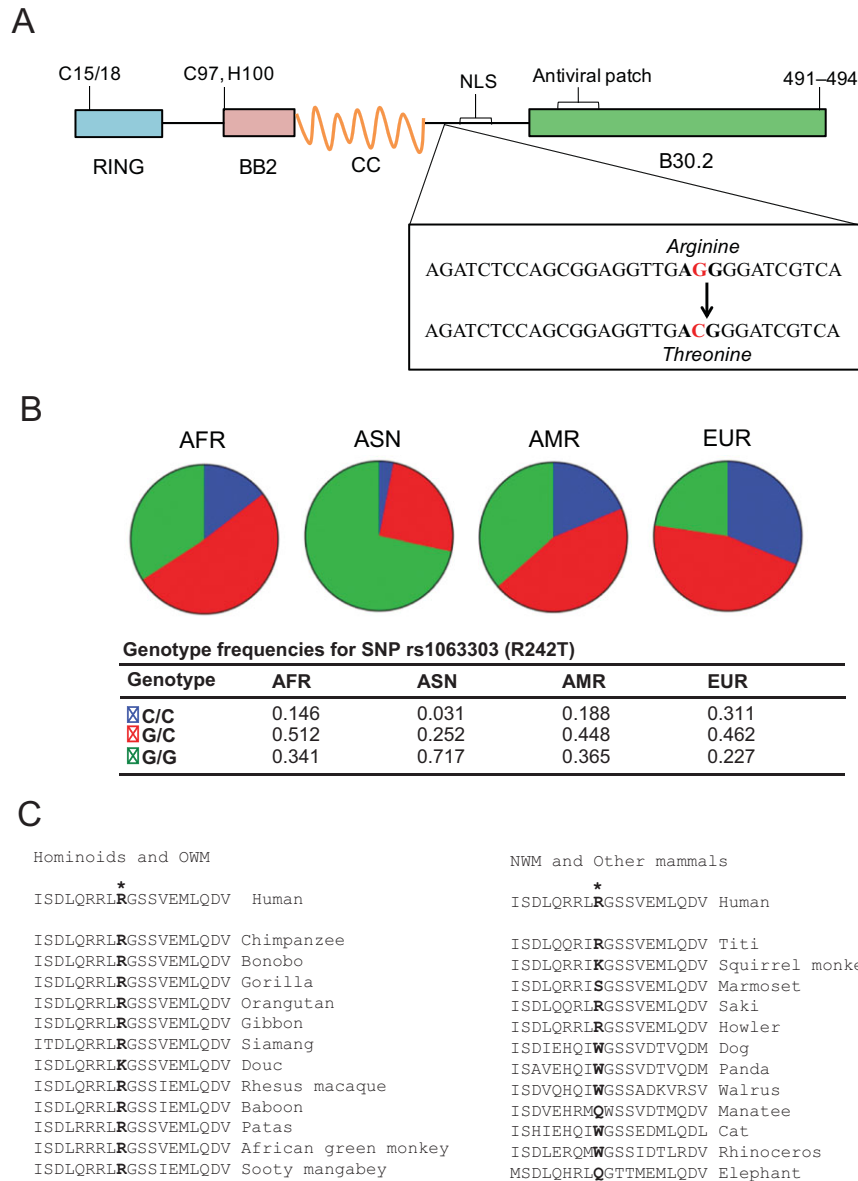 A
C15/18
C97, H100
NLS
Antiviral patch
491–494
RING
BB2
CC
B30.2
Arginine
AGATCTCCAGCGGAGGTTGAGGGGATCGTCA
AGATCTCCAGCGGAGGTTGACGGGATCGTCA
Threonine
B
AFR ASN AMR EUR
Genotype frequencies for SNP rs1063303 (R242T)
Genotype AFR ASN AMR EUR
C/C 0.146 0.031 0.188 0.311
G/C 0.512 0.252 0.448 0.462
G/G 0.341 0.717 0.365 0.227
C
Hominoids and OWM
*
ISDLQRRLRGSSVEMLQDV Human
ISDLQRRLRGSSVEMLQDV Chimpanzee
ISDLQRRLRGSSVEMLQDV Bonobo
ISDLQRRLRGSSVEMLQDV Gorilla
ISDLQRRLRGSSVEMLQDV Orangutan
ISDLQRRLRGSSVEMLQDV Gibbon
ITDLQRRLRGSSVEMLQDV Siamang
ISDLQRRLKGSSVEMLQDV Douc
ISDLQRRLRGSSIEMLQDV Rhesus macaque
ISDLQRRLRGSSIEMLQDV Baboon
ISDLRRRLRGSSVEMLQDV Patas
ISDLRRRLRGSSVEMLQDV African green monkey
ISDLQRRLRGSSIEMLQDV Sooty mangabey
NWM and Other mammals
*
ISDLQRRLRGSSVEMLQDV Human
ISDLQQRIRGSSVEMLQDV Titi
ISDLQRRIKGSSVEMLQDV Squirrel monke
ISDLQRRISGSSVEMLQDV Marmoset
ISDLQQRLRGSSVEMLQDV Saki
ISDLQRRLRGSSVEMLQDV Howler
ISDIEHQIWGSSVDTVQDM Dog
ISAVEHQIWGSSVDTVQDM Panda
ISDVQHQIWGSSADKVRSV Walrus
ISDVEHRMQWSSVDTMQDV Manatee
ISHIEHQIWGSSEDMLQDL Cat
ISDLERQMWGSSIDTLRDV Rhinoceros
MSDLQHRLQGTTMEMLQDV Elephant